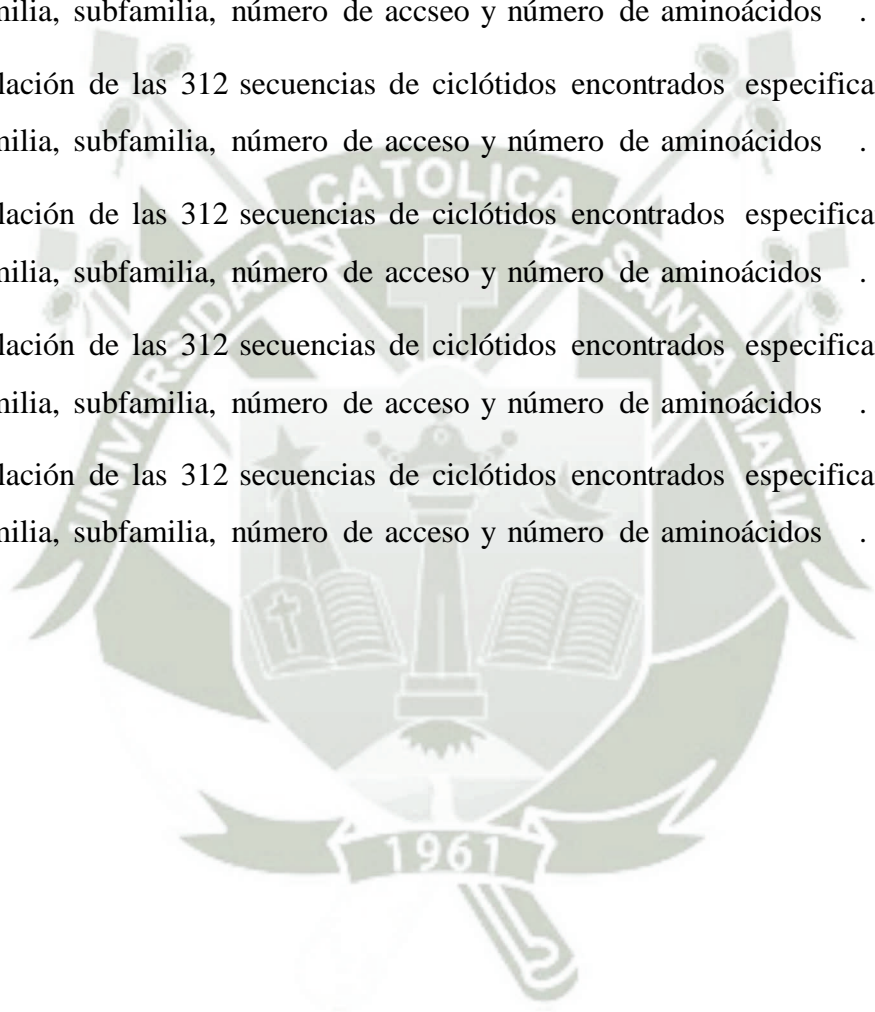 milia, subfamilia, número de accseo y número de aminoácidos .
lación de las 312 secuencias de ciclótidos encontrados especifica
milia, subfamilia, número de acceso y número de aminoácidos .
lación de las 312 secuencias de ciclótidos encontrados especifica
milia, subfamilia, número de acceso y número de aminoácidos .
lación de las 312 secuencias de ciclótidos encontrados especifica
milia, subfamilia, número de acceso y número de aminoácidos .
lación de las 312 secuencias de ciclótidos encontrados especifica
milia, subfamilia, número de acceso y número de aminoácidos .
UNIVERSIDAD CATOLICA SANTA MARIA
1961